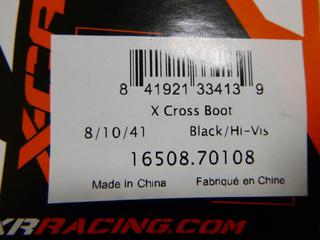 XCR
8 41921 33413 9
X Cross Boot
8/10/41 Black/Hi-Vis
16508.70108
Made in China Fabriqué en Chine
XRRACING.COM